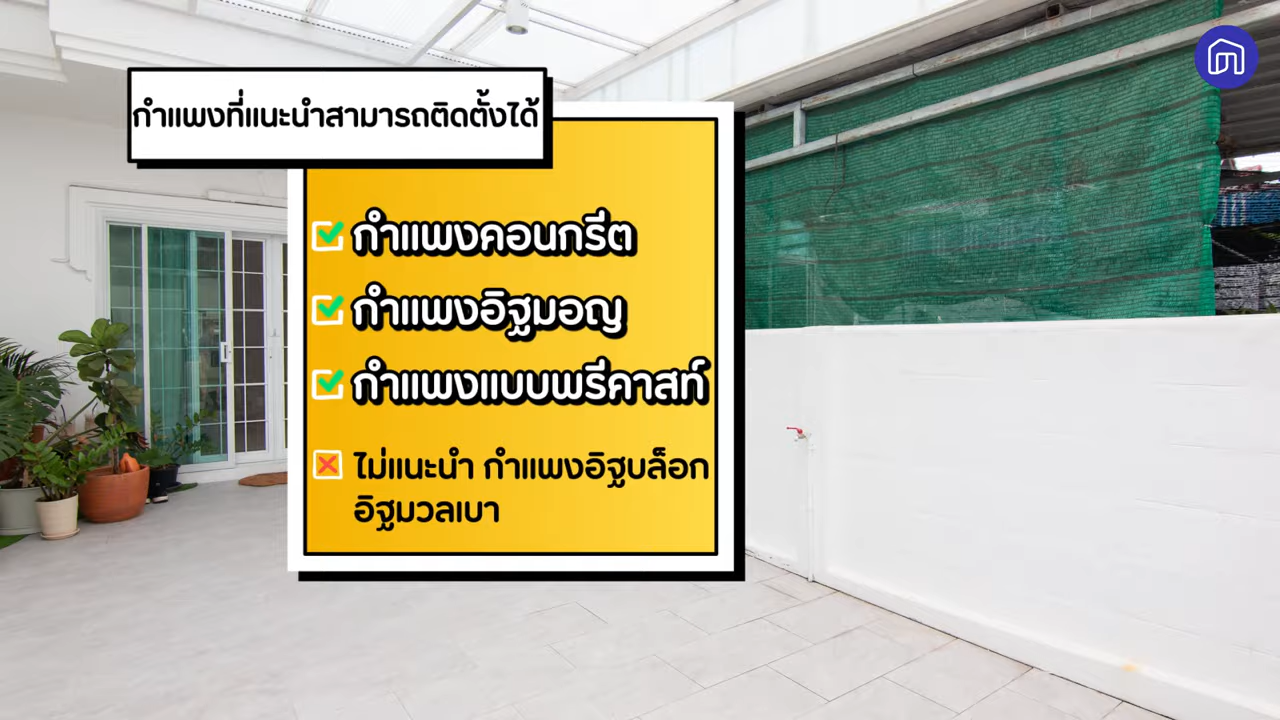 กำแพงที่แนะนำสามารถติดตั้งได้
กำแพงคอนกรีต
กำแพงอิฐมอญ
กำแพงแบบพรีคาสท์
ไม่แนะนำ กำแพงอิฐบล็อก
อิฐมวลเบา